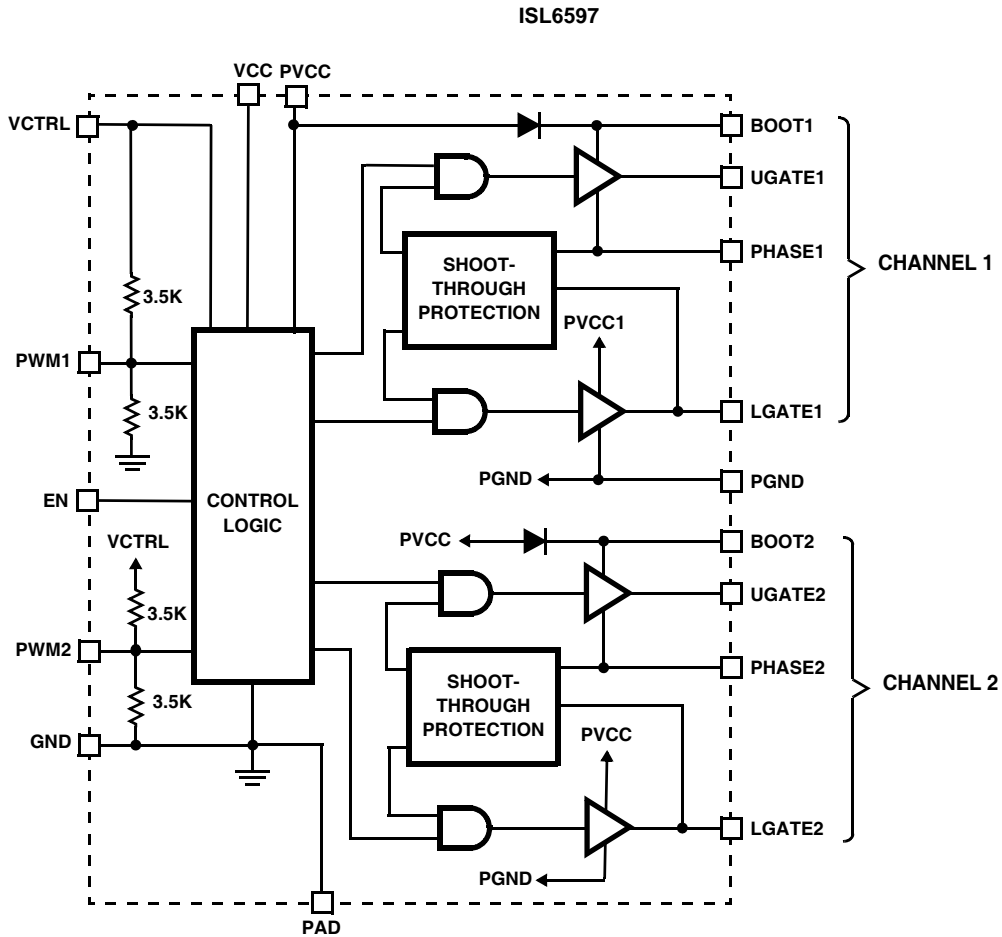 ISL6597
VCC
PVCC
VCTRL
BOOT1
UGATE1
SHOOT-
THROUGH
PROTECTION
PHASE1
CHANNEL 1
3.5K
PVCC1
PWM1
3.5K
LGATE1
PGND
PGND
EN
CONTROL
LOGIC
VCTRL
PVCC
BOOT2
3.5K
UGATE2
PWM2
SHOOT-
THROUGH
PROTECTION
PHASE2
CHANNEL 2
3.5K
GND
PVCC
LGATE2
PGND
PAD